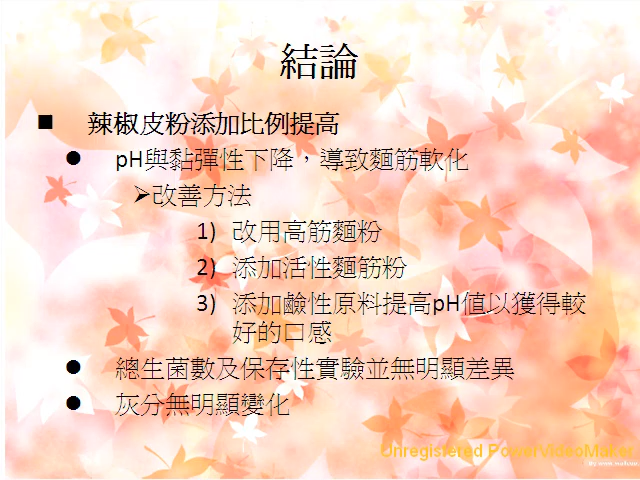 結論
辣椒皮粉添加比例提高
pH與黏彈性下降，導致麵筋軟化
改善方法
1) 改用高筋麵粉
2) 添加活性麵筋粉
3) 添加鹼性原料提高pH值以獲得較
好的口感
總生菌數及保存性實驗並無明顯差異
灰分無明顯變化
Unregistered PowerVideoMaker